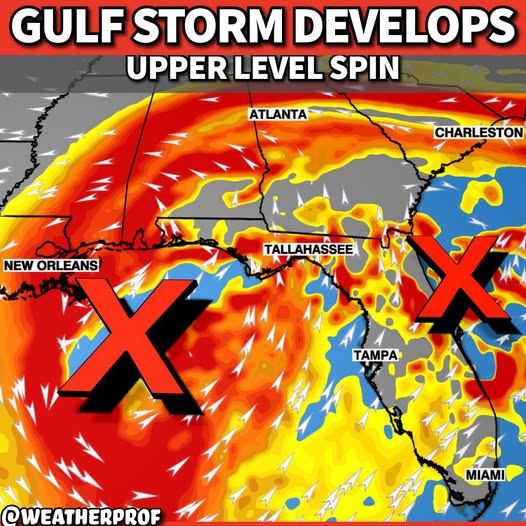 GULF STORM DEVELOPS
UPPER LEVEL SPIN
ATLANTA
CHARLESTON
TALLAHASSEE
NEW ORLEANS
X
X
TAMPA
MIAMI
@WEATHERPROF